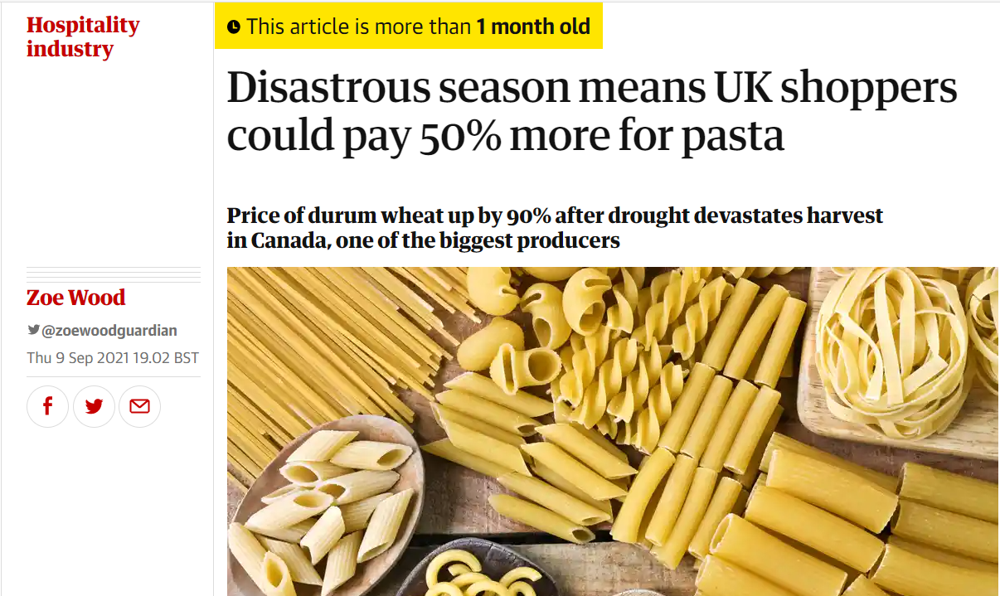 Hospitality
industry
This article is more than 1 month old
Disastrous season means UK shoppers
could pay 50% more for pasta
Price of durum wheat up by 90% after drought devastates harvest
in Canada, one of the biggest producers
Zoe Wood
@zoewoodguardian
Thu 9 Sep 2021 19.02 BST